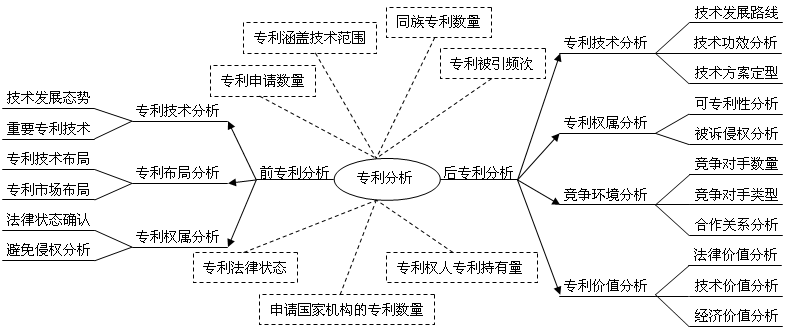 同族专利数量
专利涵盖技术范围
专利被引频次
专利申请数量
技术发展态势
重要专利技术
专利技术分析
专利技术布局
专利市场布局
专利布局分析
法律状态确认
避免侵权分析
专利权属分析
前专利分析
专利分析
后专利分析
专利技术分析
技术发展路线
技术功效分析
技术方案定型
专利权属分析
可专利性分析
被诉侵权分析
竞争环境分析
竞争对手数量
竞争对手类型
合作关系分析
专利价值分析
法律价值分析
技术价值分析
经济价值分析
专利法律状态
专利权人专利持有量
申请国家机构的专利数量